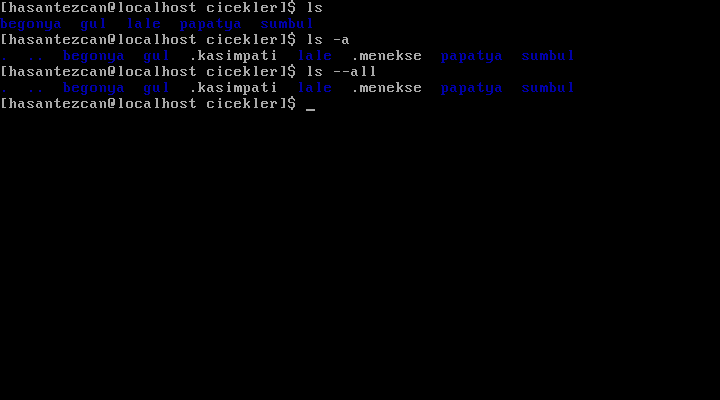 [hasantezcan@localhost cicekler]$ ls
begonya  gul  lale  papatya  sumbul
[hasantezcan@localhost cicekler]$ ls -a
.  ..  begonya  gul  .kasimpati  lale  .menekse  papatya  sumbul
[hasantezcan@localhost cicekler]$ ls --all
.  ..  begonya  gul  .kasimpati  lale  .menekse  papatya  sumbul
[hasantezcan@localhost cicekler]$ _